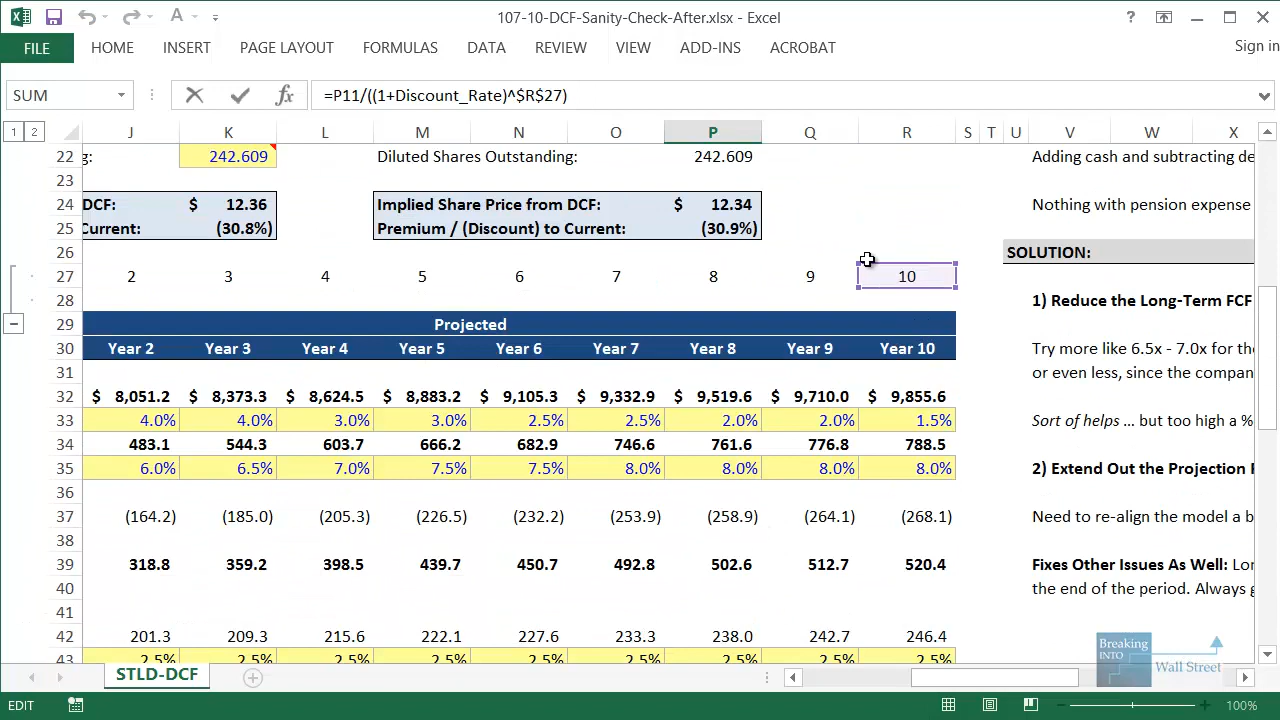 107-10-DCF-Sanity-Check-After.xlsx - Excel
FILE HOME INSERT PAGE LAYOUT FORMULAS DATA REVIEW VIEW ADD-INS ACROBAT Sign in
SUM =P11/((1+Discount_Rate)^$R$27)
1 2 J K L M N O P Q R S T U V W X
22 g: 242.609 Diluted Shares Outstanding: 242.609 Adding cash and subtracting de
23
24 DCF: $ 12.36 Implied Share Price from DCF: $ 12.34 Nothing with pension expense
25 Current: (30.8%) Premium / (Discount) to Current: (30.9%)
26 SOLUTION:
27 2 3 4 5 6 7 8 9 10
28 1) Reduce the Long-Term FCF
29 Projected
30 Year 2 Year 3 Year 4 Year 5 Year 6 Year 7 Year 8 Year 9 Year 10 Try more like 6.5x - 7.0x for the
31 or even less, since the compan
32 $ 8,051.2 $ 8,373.3 $ 8,624.5 $ 8,883.2 $ 9,105.3 $ 9,332.9 $ 9,519.6 $ 9,710.0 $ 9,855.6
33 4.0% 4.0% 3.0% 3.0% 2.5% 2.5% 2.0% 2.0% 1.5% Sort of helps ... but too high a %
34 483.1 544.3 603.7 666.2 682.9 746.6 761.6 776.8 788.5
35 6.0% 6.5% 7.0% 7.5% 7.5% 8.0% 8.0% 8.0% 8.0% 2) Extend Out the Projection P
36
37 (164.2) (185.0) (205.3) (226.5) (232.2) (253.9) (258.9) (264.1) (268.1) Need to re-align the model a b
38
39 318.8 359.2 398.5 439.7 450.7 492.8 502.6 512.7 520.4 Fixes Other Issues As Well: Lon
40 the end of the period. Always g
41
42 201.3 209.3 215.6 222.1 227.6 233.3 238.0 242.7 246.4
43 2.5% 2.5% 2.5% 2.5% 2.5% 2.5% 2.5% 2.5% 2.5%
Breaking
INTO
Wall Street
STLD-DCF
EDIT 100%